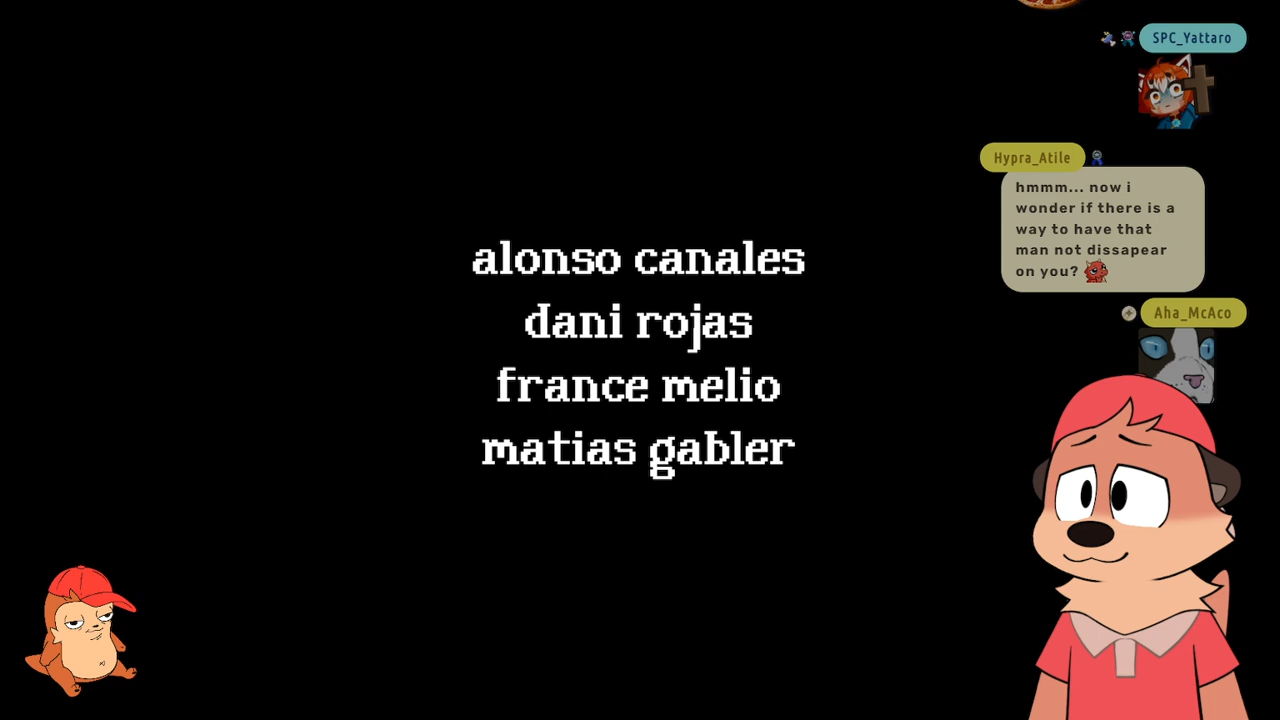 SPC_Yattaro
Hypra_Atile
hmmm... now i
wonder if there is a
way to have that
man not dissapear
on you?
Aha_McAco
alonso canales
dani rojas
france melio
matias gabler